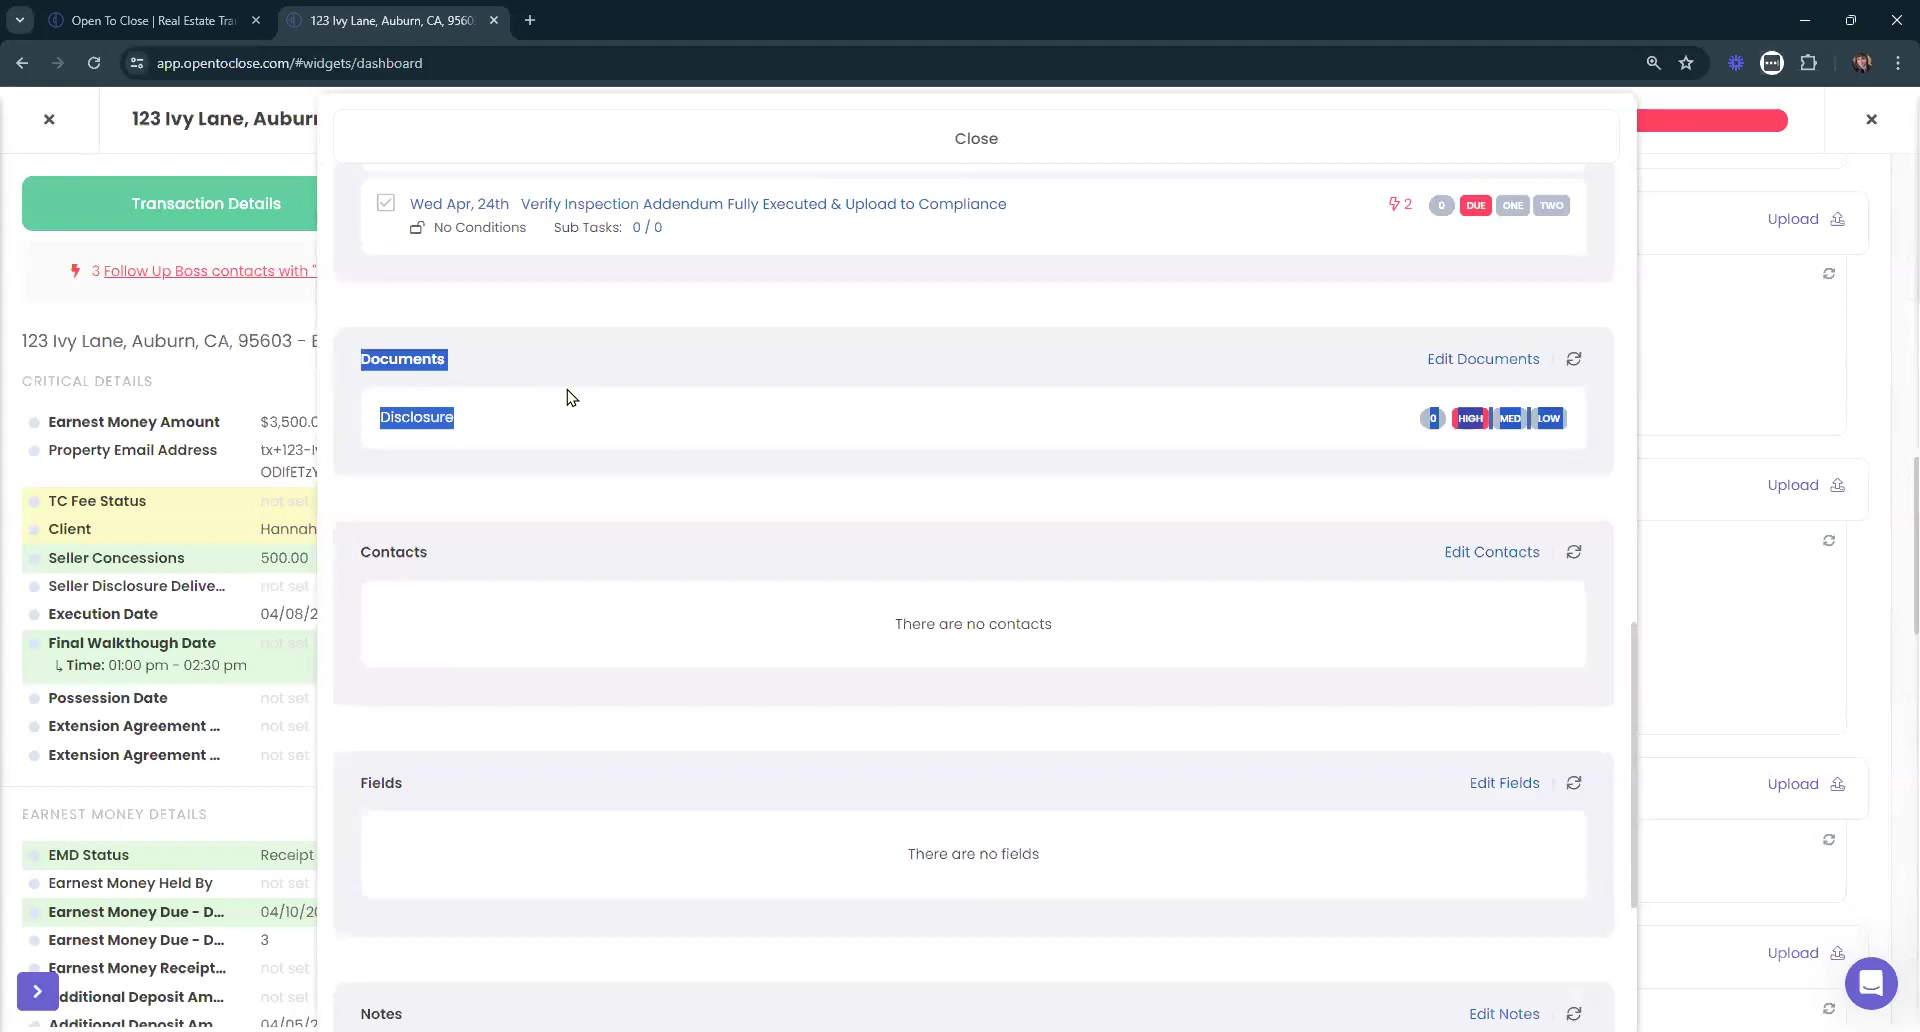 Open To Close | Real Estate Tra
123 Ivy Lane, Auburn, CA, 9560
app.opentoclose.com/#widgets/dashboard
123 Ivy Lane, Aubur
Close
Transaction Details
3 Follow Up Boss contacts with "
123 Ivy Lane, Auburn, CA, 95603 -
CRITICAL DETAILS
Earnest Money Amount $3,500.0
Property Email Address tx+123-I
ODIfETzY
TC Fee Status not set
Client Hannah
Seller Concessions 500.00
Seller Disclosure Delive... not set
Execution Date 04/08/2
Final Walkthough Date not set
Time: 01:00 pm - 02:30 pm
Possession Date not set
Extension Agreement ... not set
Extension Agreement ... not set
EARNEST MONEY DETAILS
EMD Status Receipt
Earnest Money Held By not set
Earnest Money Due - D... 04/10/20
Earnest Money Due - D... 3
Earnest Money Receipt... not set
dditional Deposit Am... not set
Additional Deposit Am 04/05/2
Wed Apr, 24th Verify Inspection Addendum Fully Executed & Upload to Compliance
2 0 DUE ONE TWO
No Conditions Sub Tasks: 0 / 0
Documents Edit Documents
Disclosure 0 HIGH MED LOW
Contacts Edit Contacts
There are no contacts
Fields Edit Fields
There are no fields
Notes Edit Notes
Upload
Upload
Upload
Upload